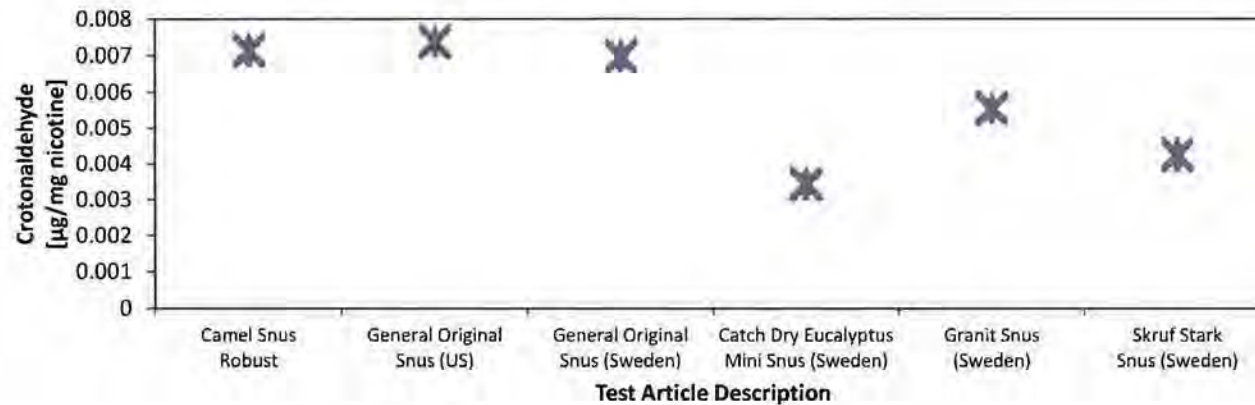 0.008
0.007
0.006
0.005
0.004
0.003
0.002
0.001
0
Crotonaldehyde
[µg/mg nicotine]
Camel Snus
Robust
General Original
Snus (US)
General Original
Snus (Sweden)
Catch Dry Eucalyptus
Mini Snus (Sweden)
Granit Snus
(Sweden)
Skruf Stark
Snus (Sweden)
Test Article Description